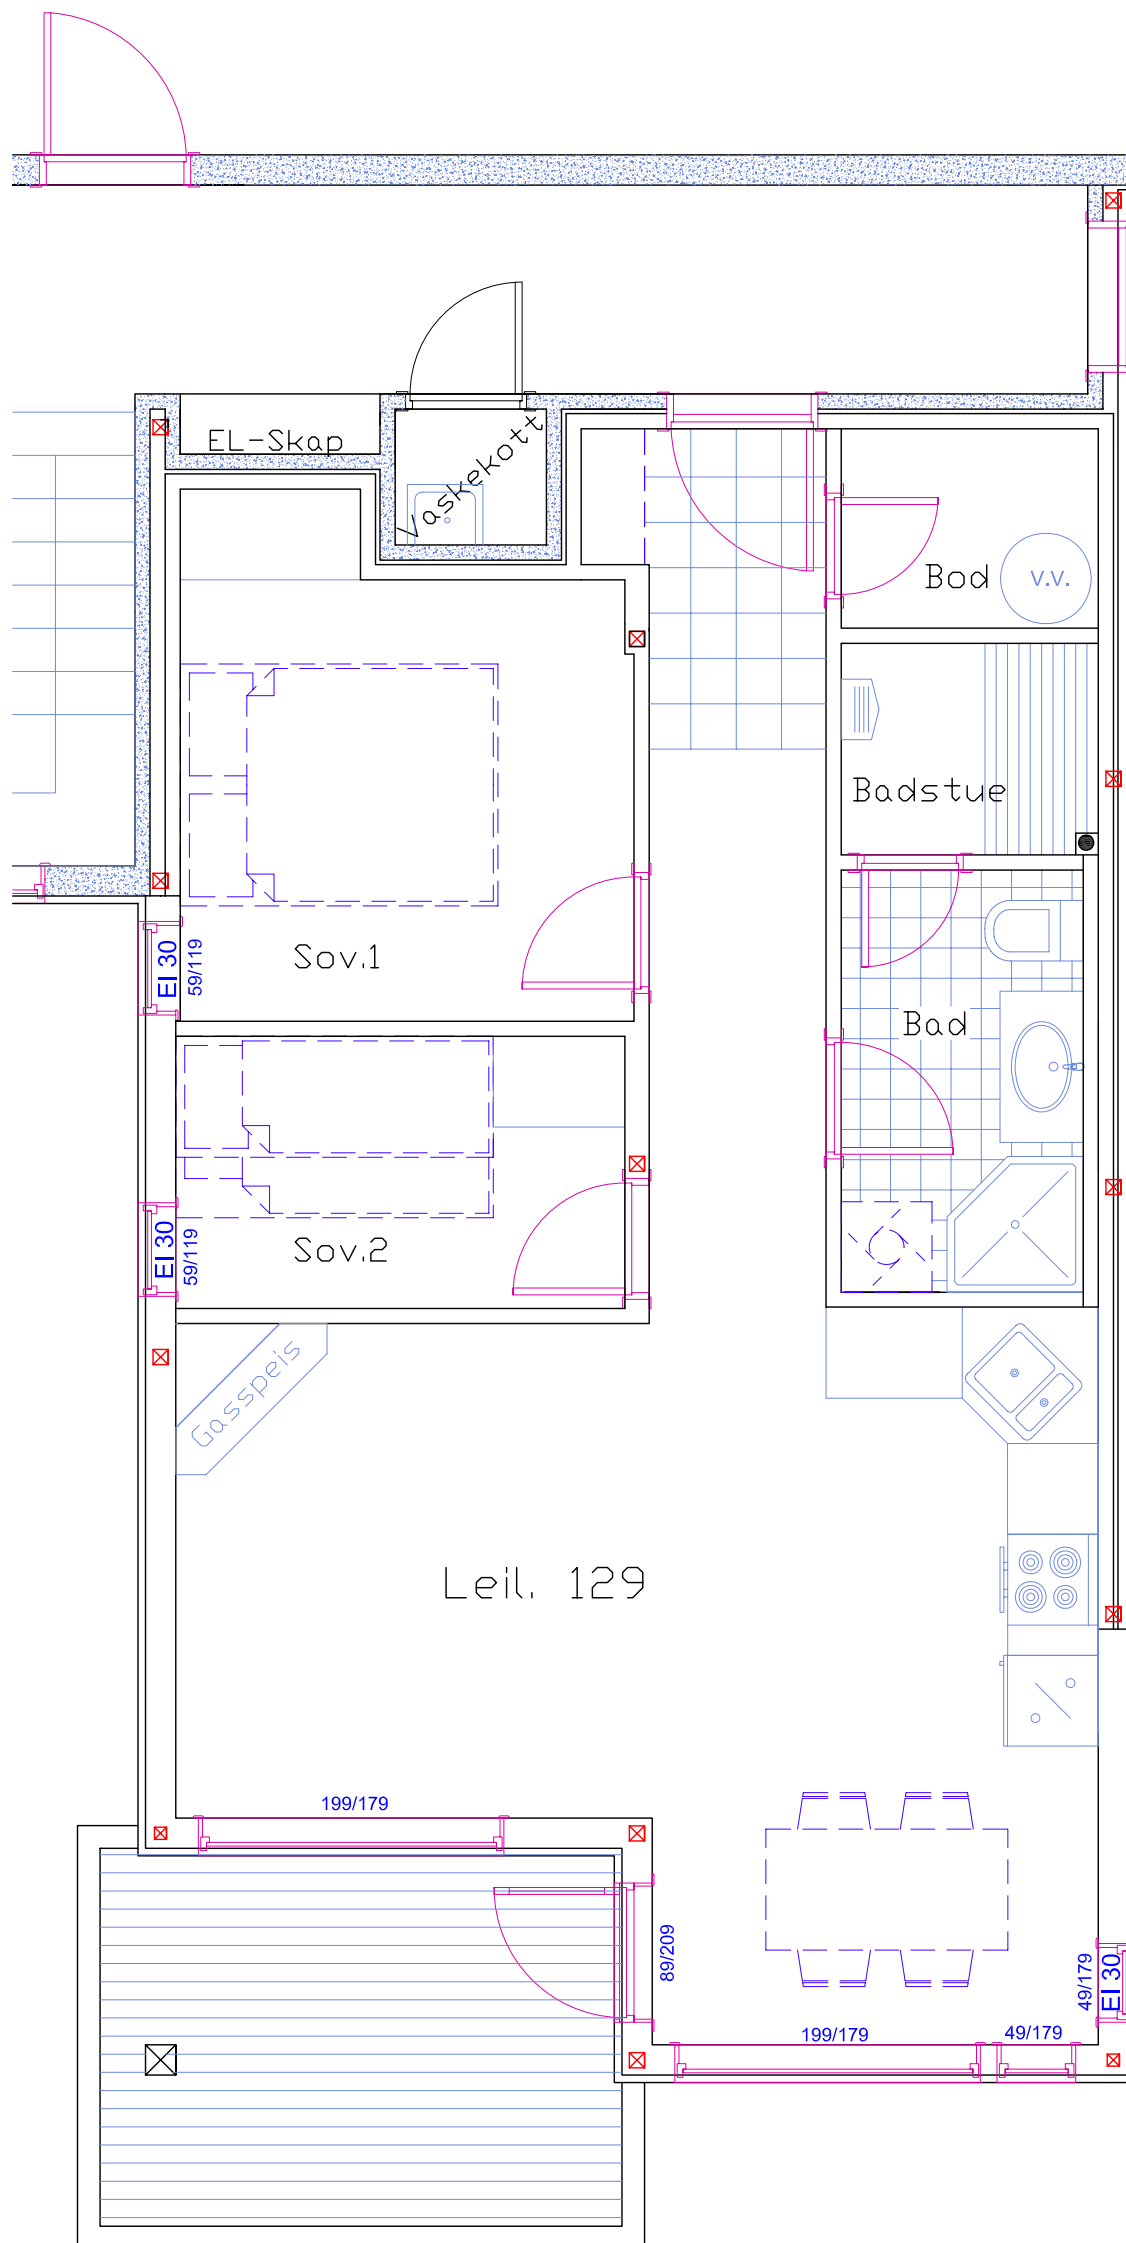 EL-Skap
Vaskekott
Bod
V.V.
Badstue
Sov.1
EI 30
59/119
Bad
Sov.2
EI 30
59/119
Gasspeis
Leil. 129
199/179
89/209
49/179
EI 30
199/179
49/179